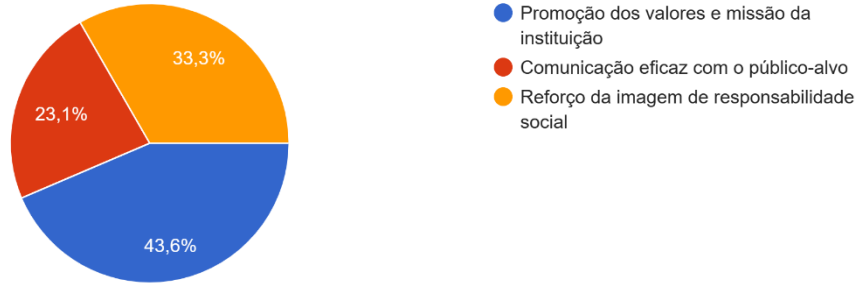 Promoção dos valores e missão da
instituição
Comunicação eficaz com o público-alvo
Reforço da imagem de responsabilidade
social
33,3%
23,1%
43,6%